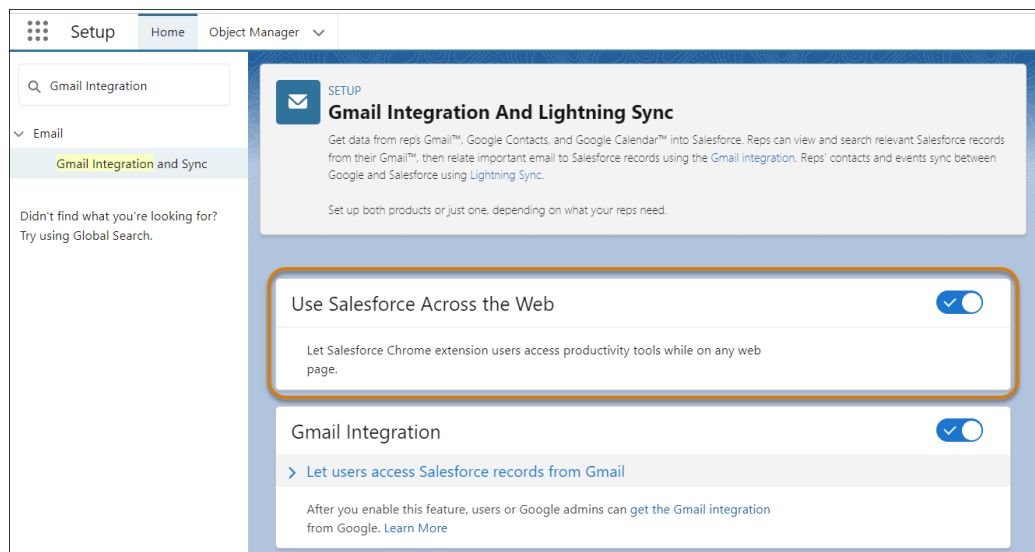 Setup
Home
Object Manager
Gmail Integration
Email
Gmail Integration and Sync
Didn't find what you're looking for?
Try using Global Search.
SETUP
Gmail Integration And Lightning Sync
Get data from rep's Gmail™, Google Contacts, and Google Calendar™ into Salesforce. Reps can view and search relevant Salesforce records
from their Gmail™, then relate important email to Salesforce records using the Gmail integration. Reps' contacts and events sync between
Google and Salesforce using Lightning Sync.
Set up both products or just one, depending on what your reps need.
Use Salesforce Across the Web
Let Salesforce Chrome extension users access productivity tools while on any web
page.
Gmail Integration
Let users access Salesforce records from Gmail
After you enable this feature, users or Google admins can get the Gmail integration
from Google. Learn More